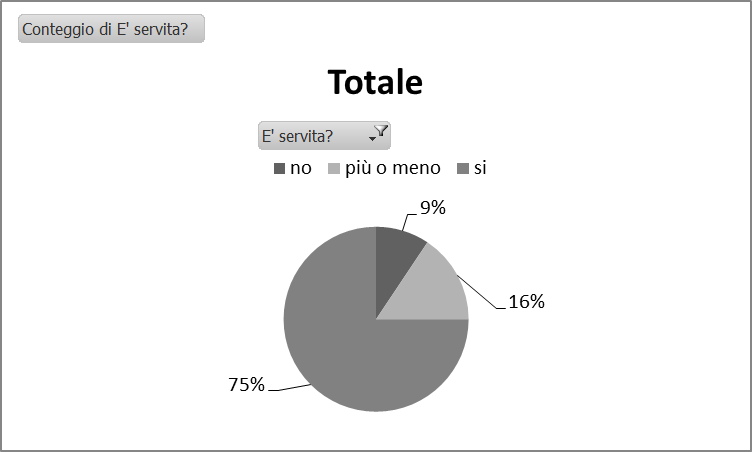 Conteggio di E' servita?
Totale
E' servita?
no più o meno si
9%
16%
75%